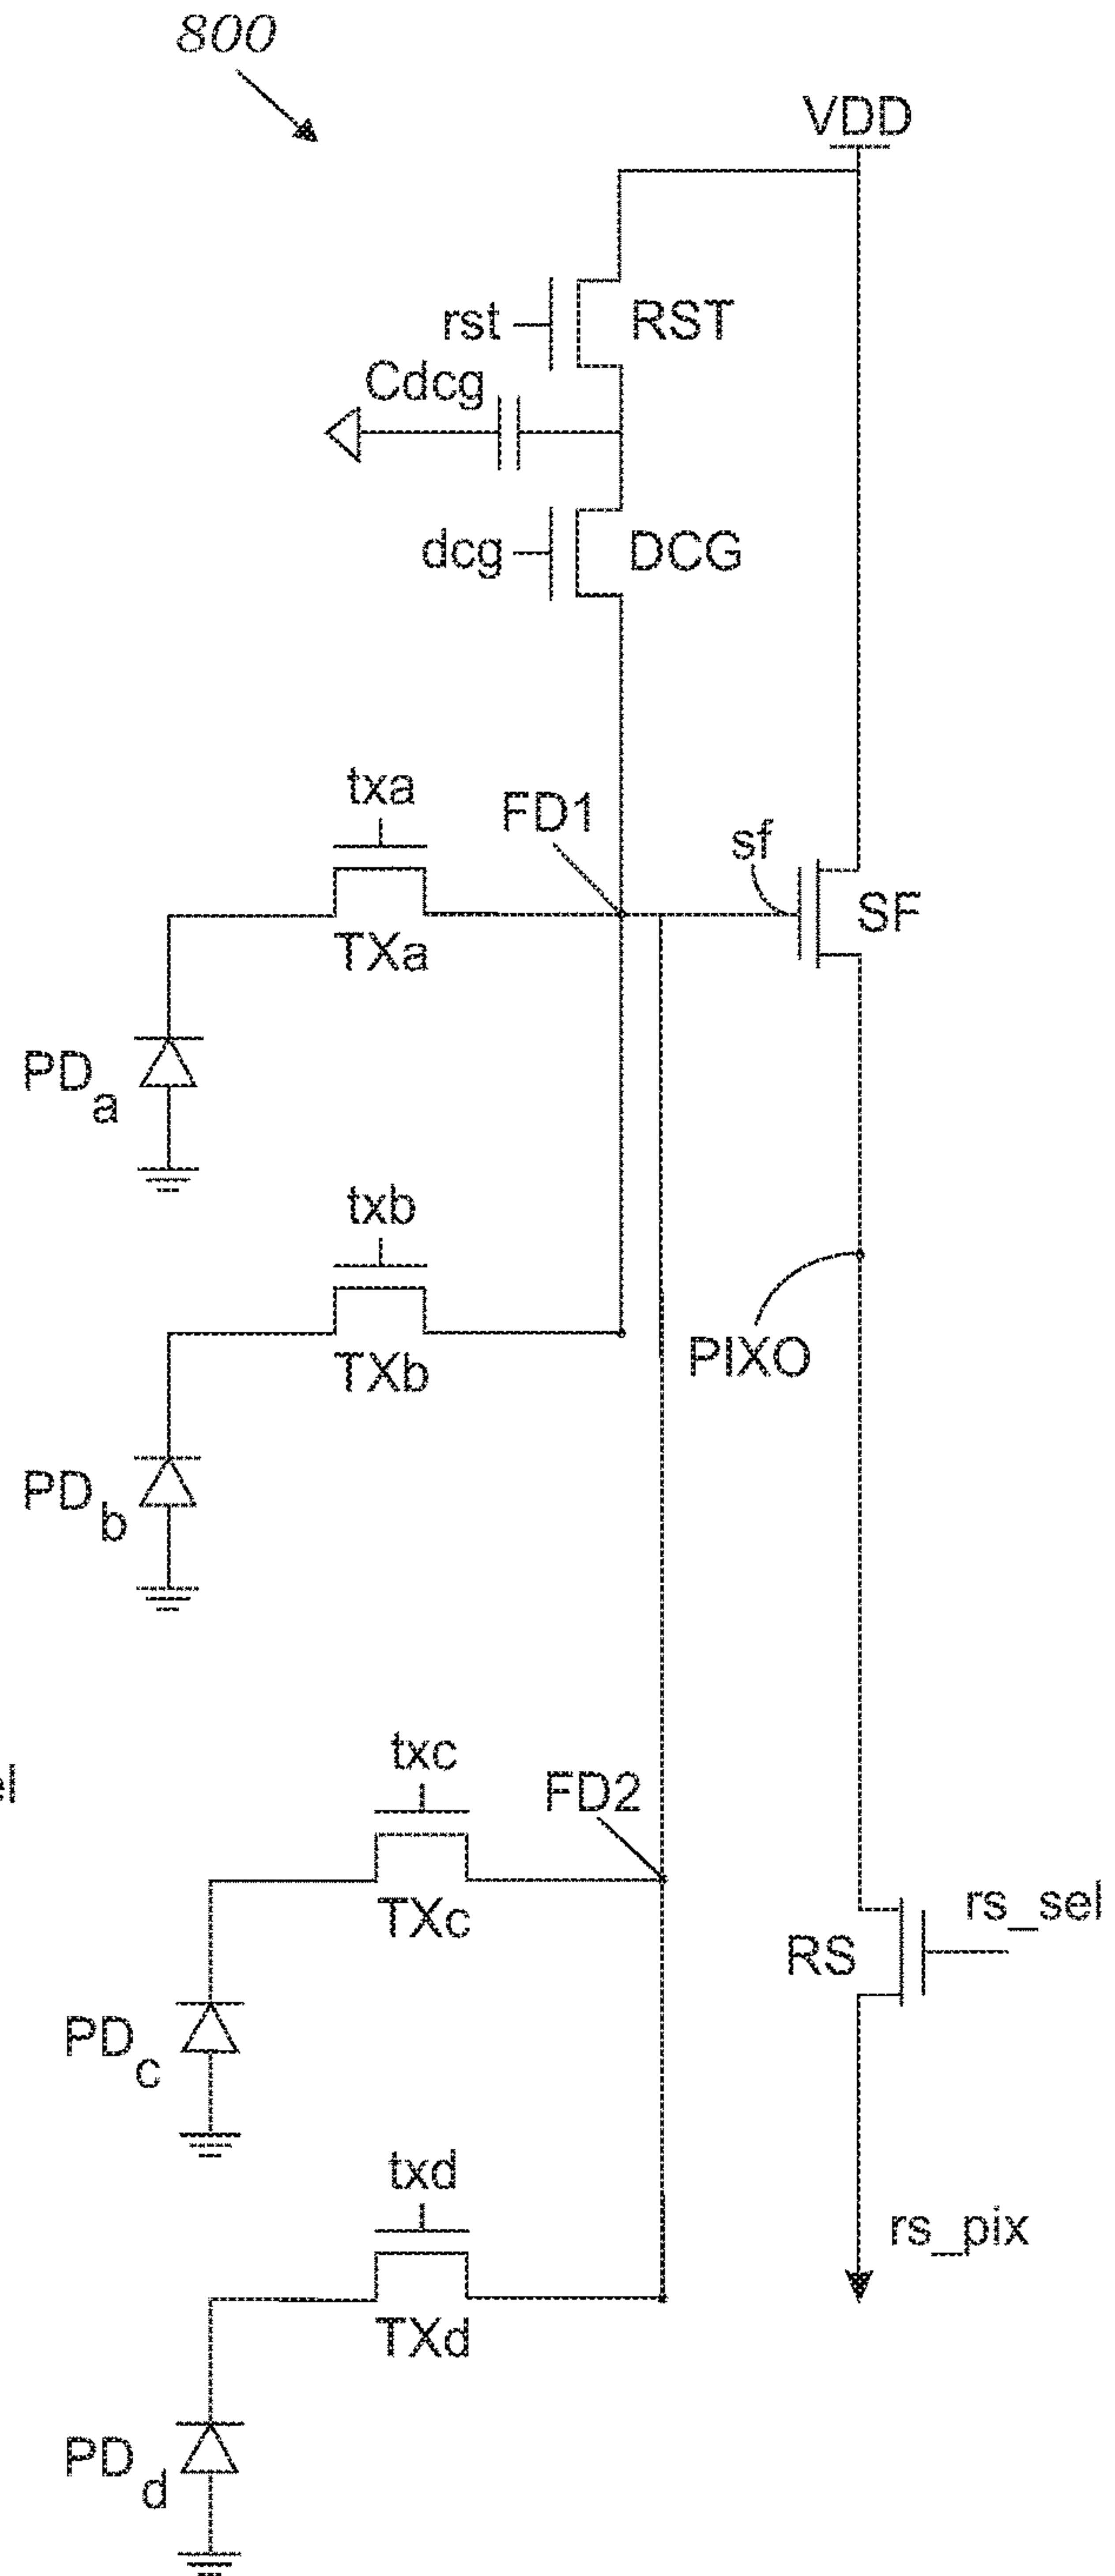 800
VDD
rst
RST
Cdcg
dcg
DCG
txa
FD1
sf
SF
TXa
PDa
txb
TXb
PIXO
PDb
txc
el
FD2
TXc
rs_sel
RS
PDc
txd
rs_pix
TXd
PDd